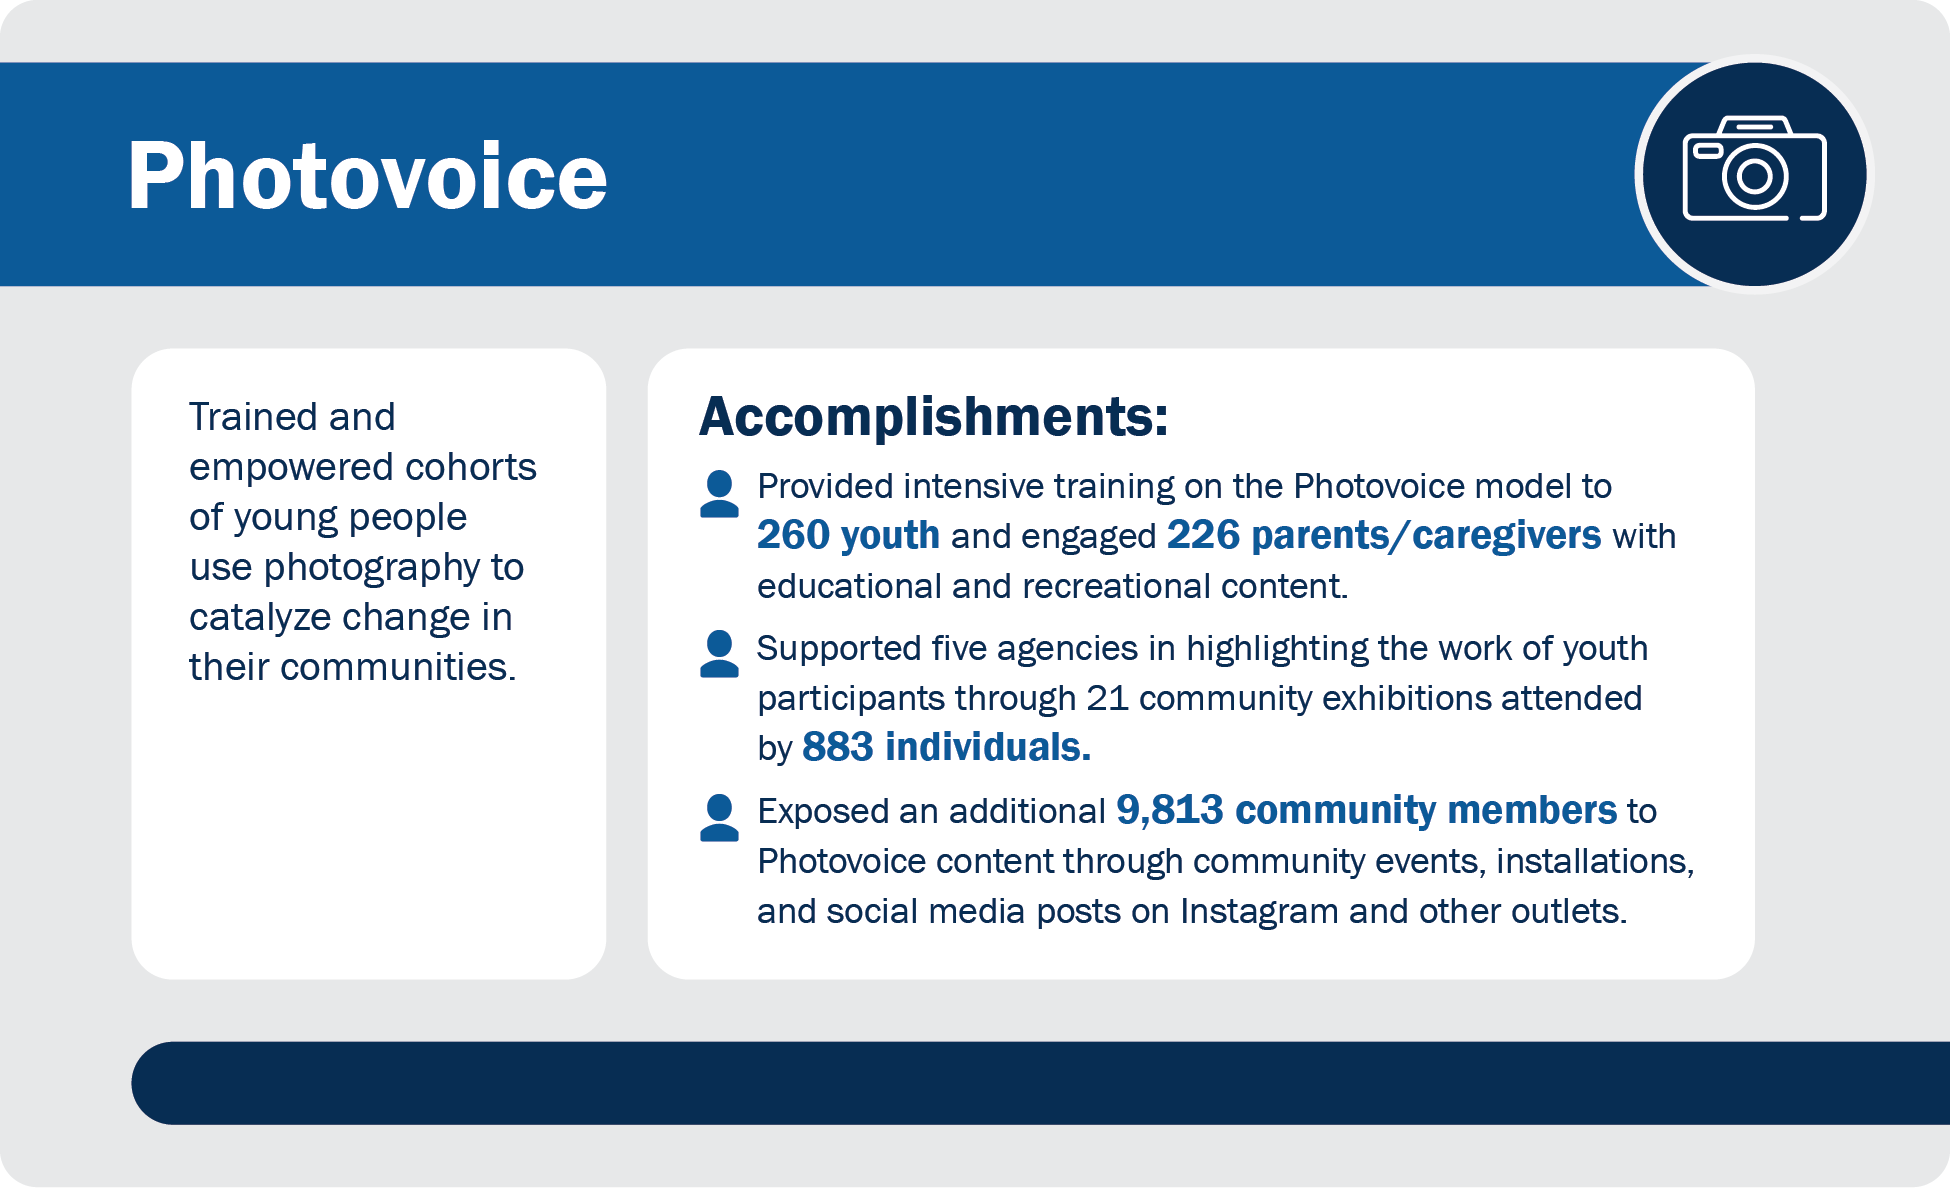 Photovoice
Trained and
empowered cohorts
of young people
use photography to
catalyze change in
their communities.
Accomplishments:
Provided intensive training on the Photovoice model to
260 youth and engaged 226 parents/caregivers with
educational and recreational content.
Supported five agencies in highlighting the work of youth
participants through 21 community exhibitions attended
by 883 individuals.
Exposed an additional 9,813 community members to
Photovoice content through community events, installations,
and social media posts on Instagram and other outlets.